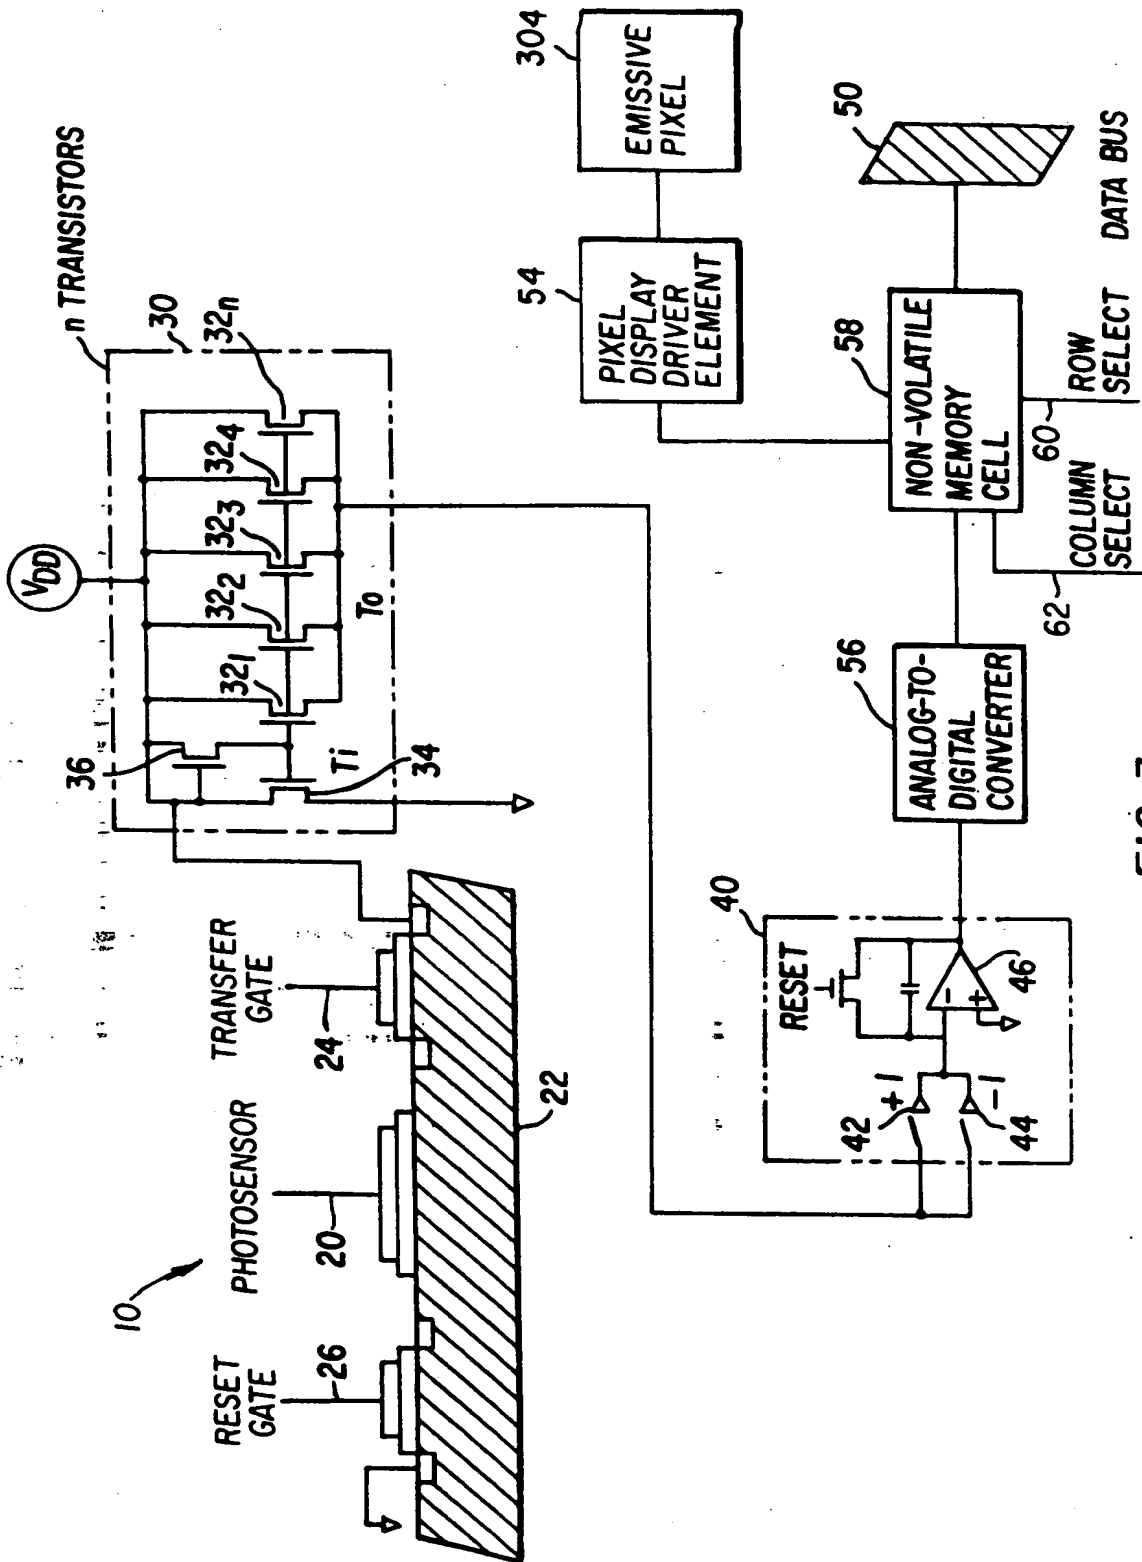 n TRANSISTORS
VDD
30
36
32₁
32₂
32₃
32₄
32n
Ti
To
34
10
RESET
GATE
26
PHOTOSENSOR
20
TRANSFER
GATE
24
22
40
RESET
42
+1
44
-1
-
+
46
56
ANALOG-TO-
DIGITAL
CONVERTER
58
NON-VOLATILE
MEMORY
CELL
54
PIXEL
DISPLAY
DRIVER
ELEMENT
304
EMISSIVE
PIXEL
50
62
COLUMN
SELECT
60
ROW
SELECT
DATA BUS